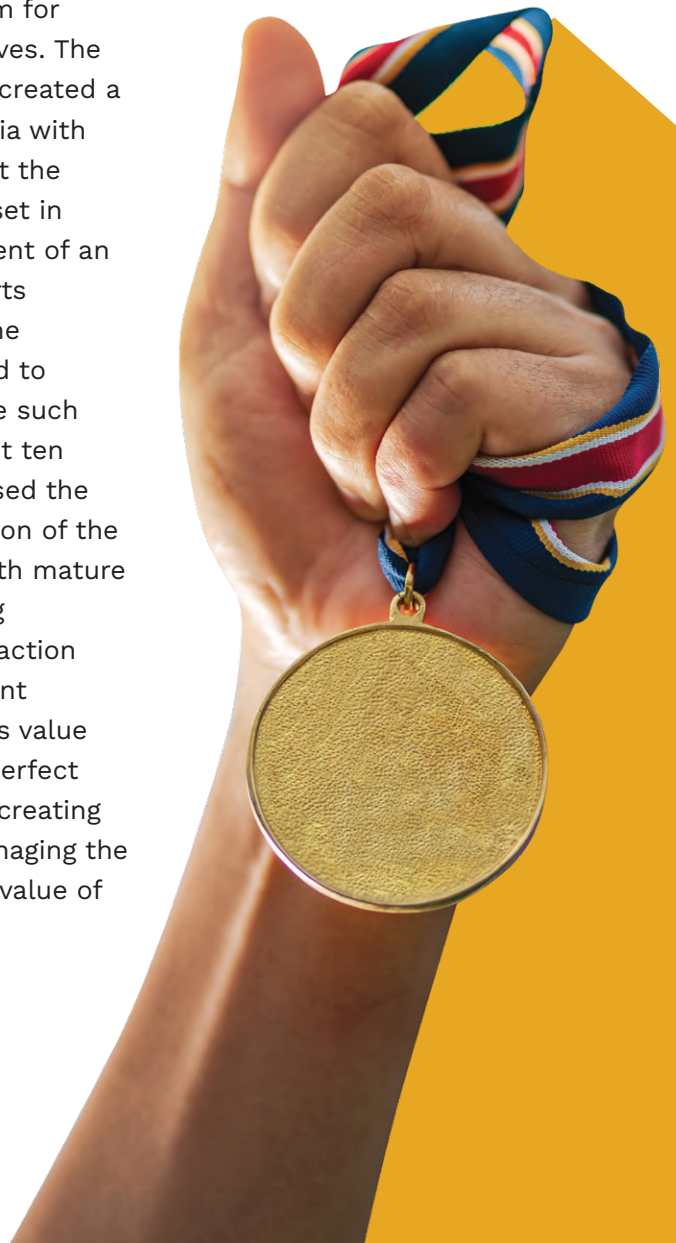 m for
ves. The
created a
ia with
t the
set in
ent of an
rts
ne
d to
e such
t ten
sed the
on of the
th mature
g
action
nt
s value
erfect
creating
naging the
value of